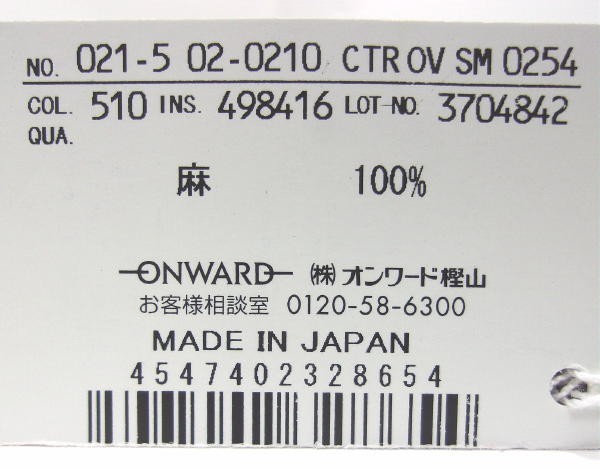 NO. 021-5 02-0210 CTR OV SM 0254
COL. 510 INS. 498416 LOT-NO. 3704842
QUA.
麻 100%
ONWARD (株)オンワード樫山
お客様相談室 0120-58-6300
MADE IN JAPAN
4547402328654